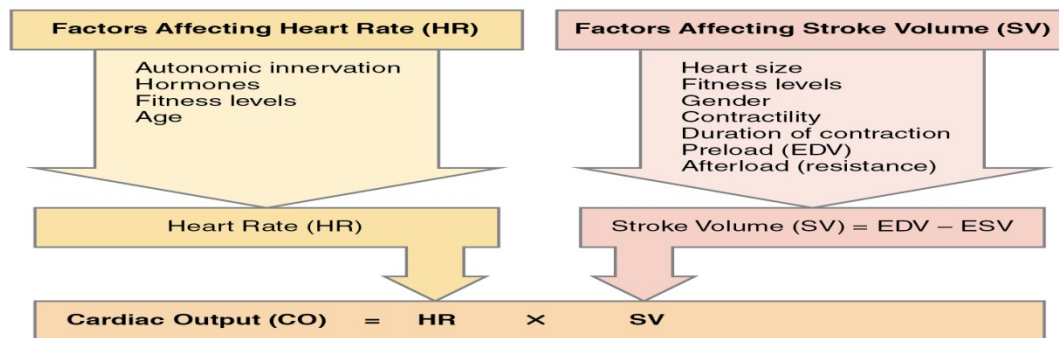 Factors Affecting Heart Rate (HR)
Autonomic innervation
Hormones
Fitness levels
Age
Factors Affecting Stroke Volume (SV)
Heart size
Fitness levels
Gender
Contractility
Duration of contraction
Preload (EDV)
Afterload (resistance)
Heart Rate (HR)
Stroke Volume (SV) = EDV – ESV
Cardiac Output (CO) = HR × SV